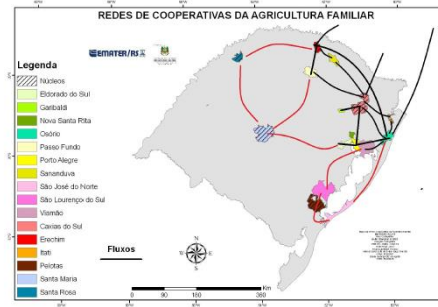 REDES DE COOPERATIVAS DA AGRICULTURA FAMILIAR
EMATER/RS
Legenda
Núcleos
Eldorado do Sul
Garibaldi
Nova Santa Rita
Osório
Passo Fundo
Porto Alegre
Sananduva
São José do Norte
São Lourenço do Sul
Viamão
Caxias do Sul
Erechim
Itati
Pelotas
Santa Maria
Santa Rosa
Fluxos
Km
0 90 180 360